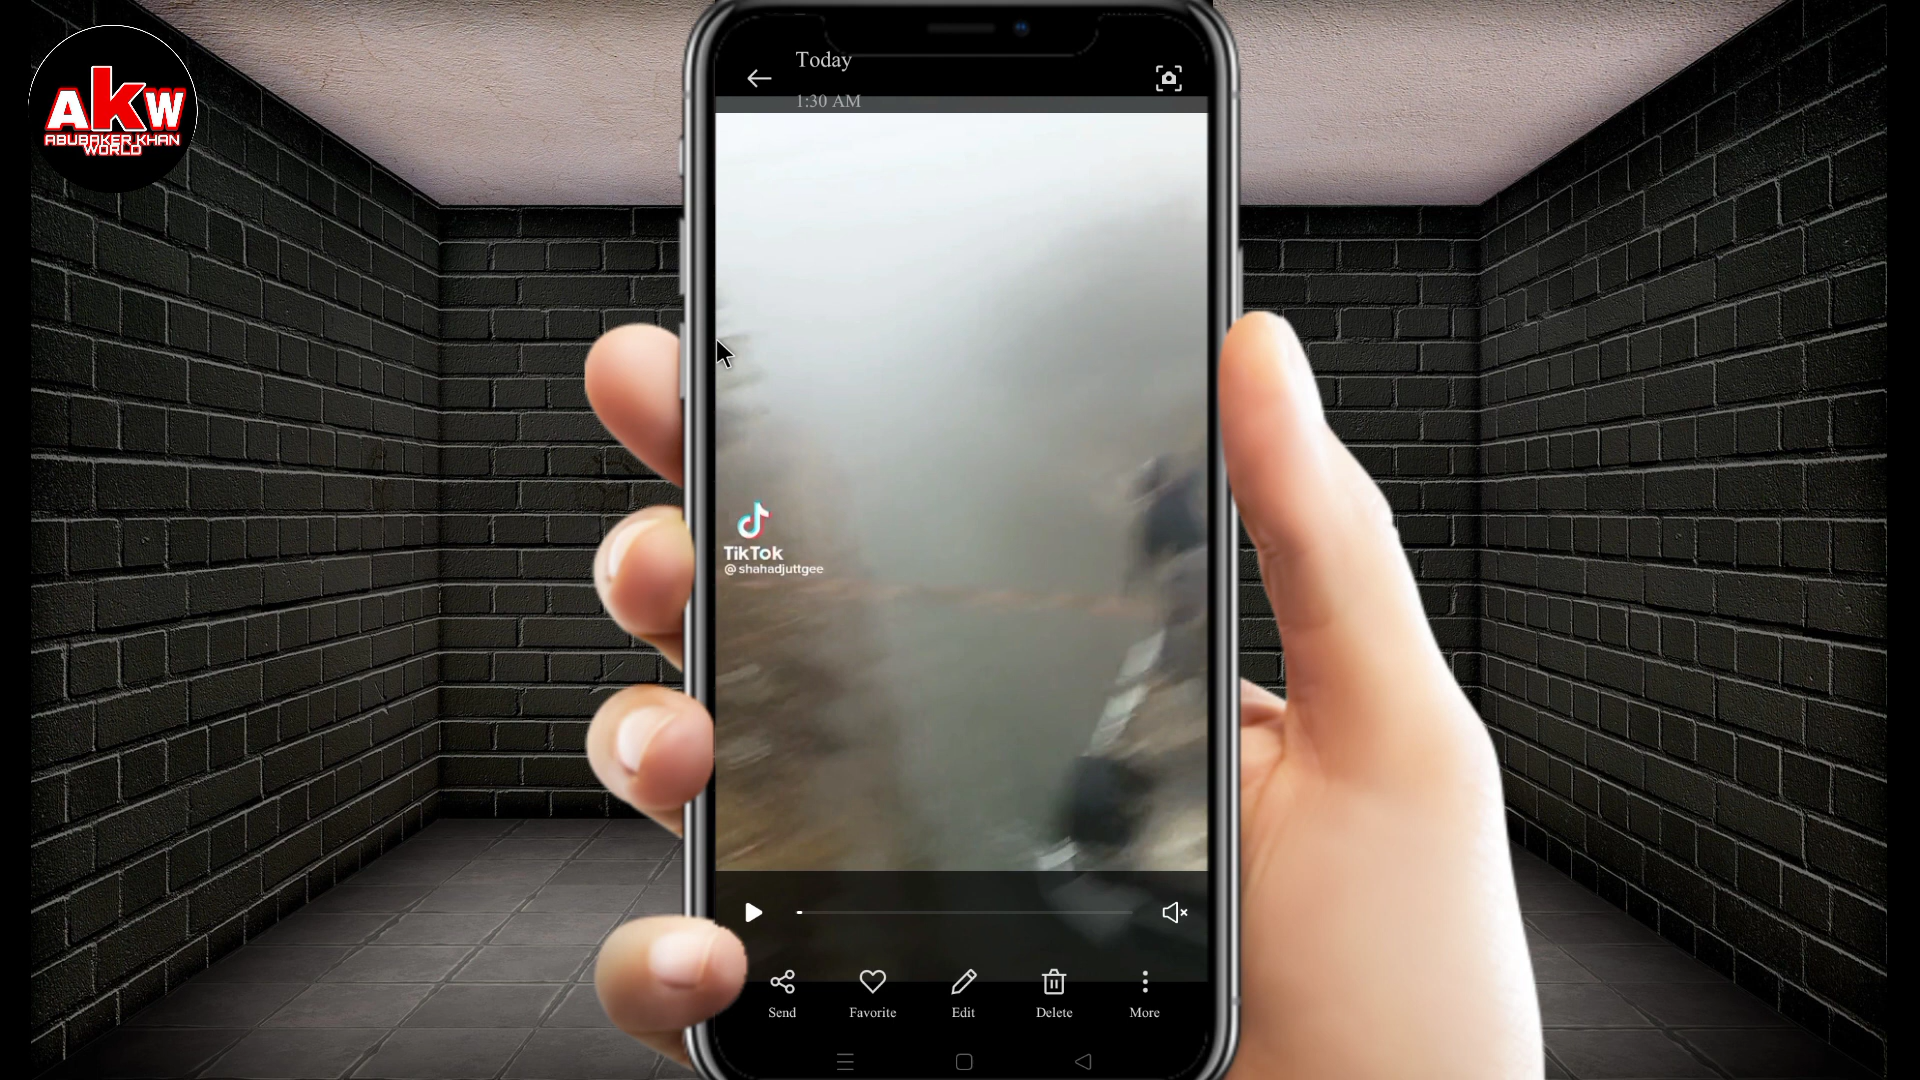 AKW
ABUBAKER KHAN
WORLD
Today
1:30 AM
TikTok
@shahadjuttgee
Send
Favorite
Edit
Delete
More